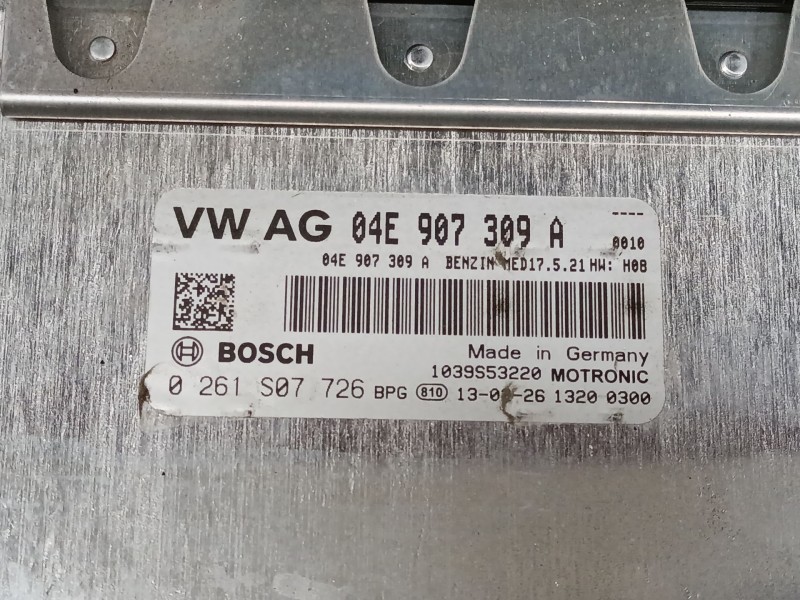 VW AG 04E 907 309 A ----
0010
04E 907 309 A BENZIN MED17.5.21 HW: H08
BOSCH
Made in Germany
1039S53220 MOTRONIC
0 261 S07 726 BPG 810 1320 0300